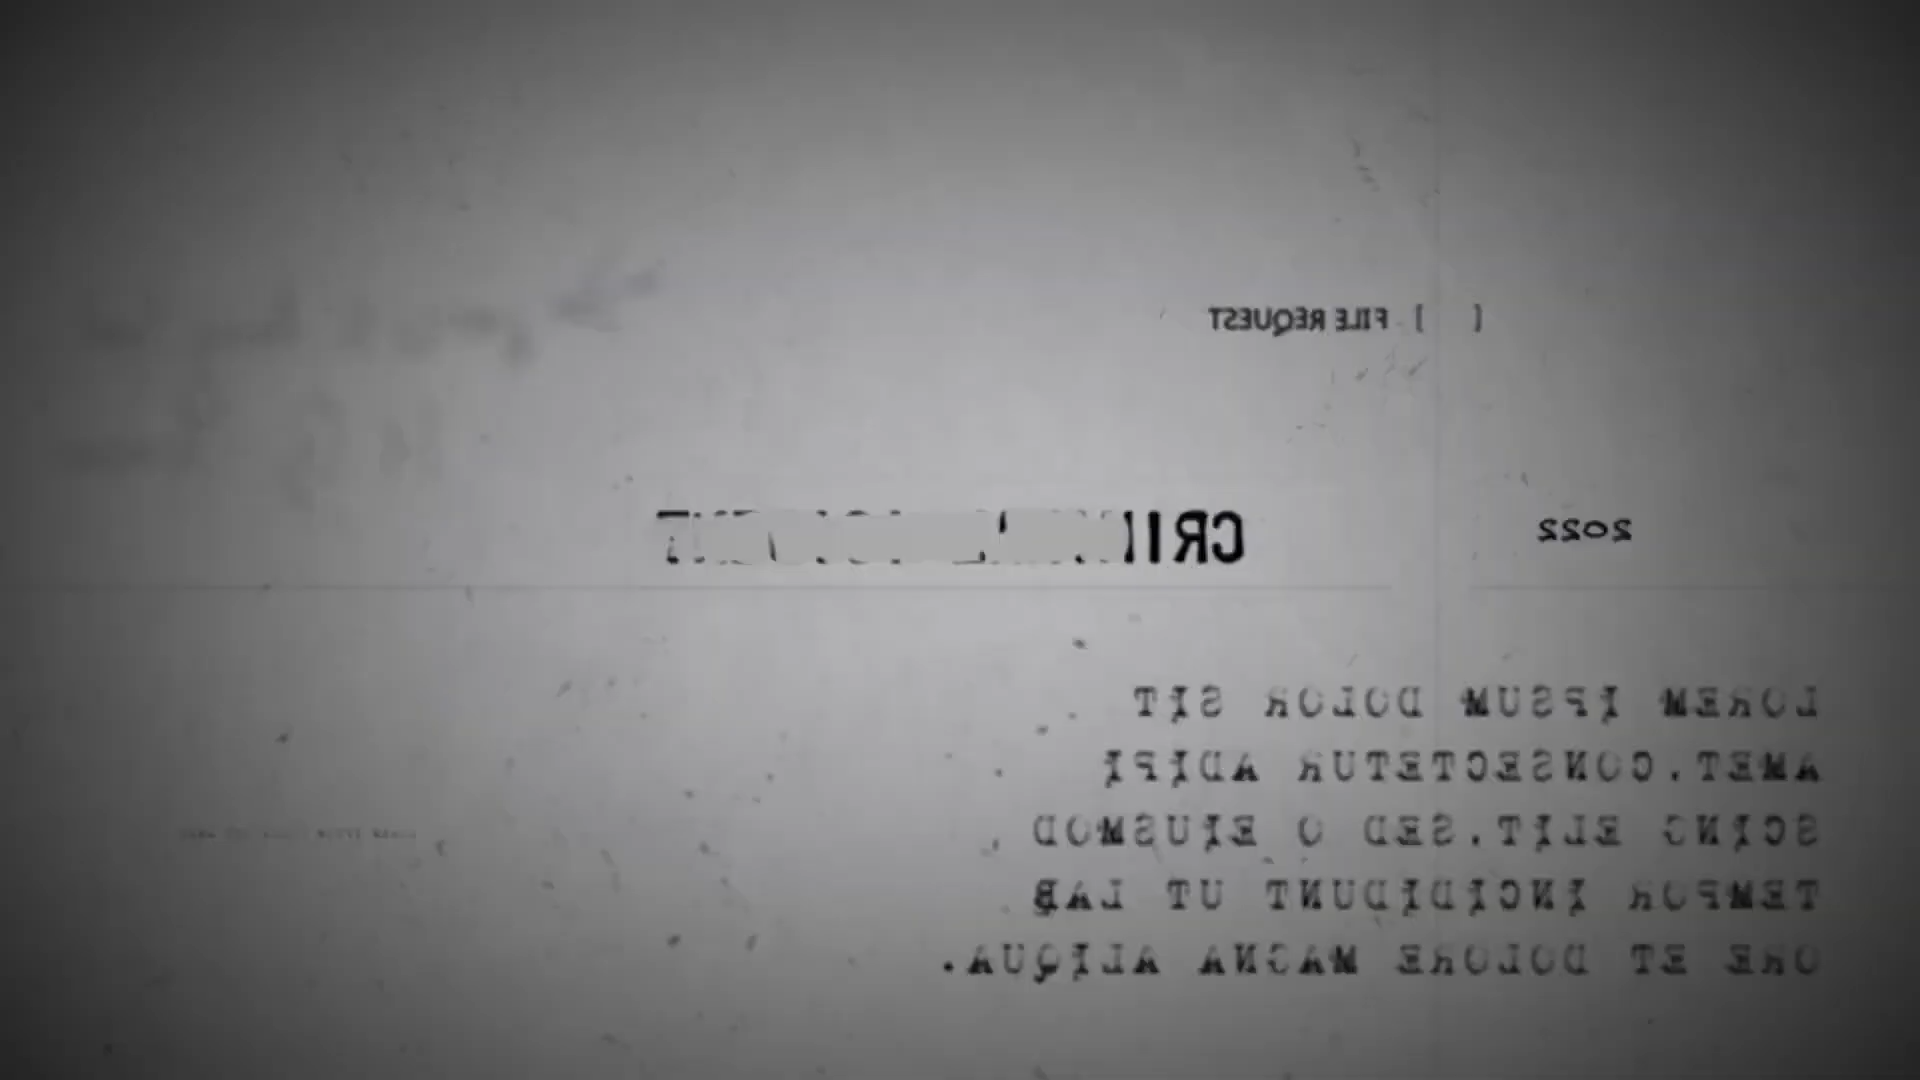 [ ] FILE REQUEST
2022
LOREM IPSUM DOLOR SIT
AMET.CONSECTETUR ADIPI
SCING ELIT.SED O EIUSMOD
TEMPOR INCIDIDUNT UT LAB
ORE ET DOLORE MAGNA ALIQUA.